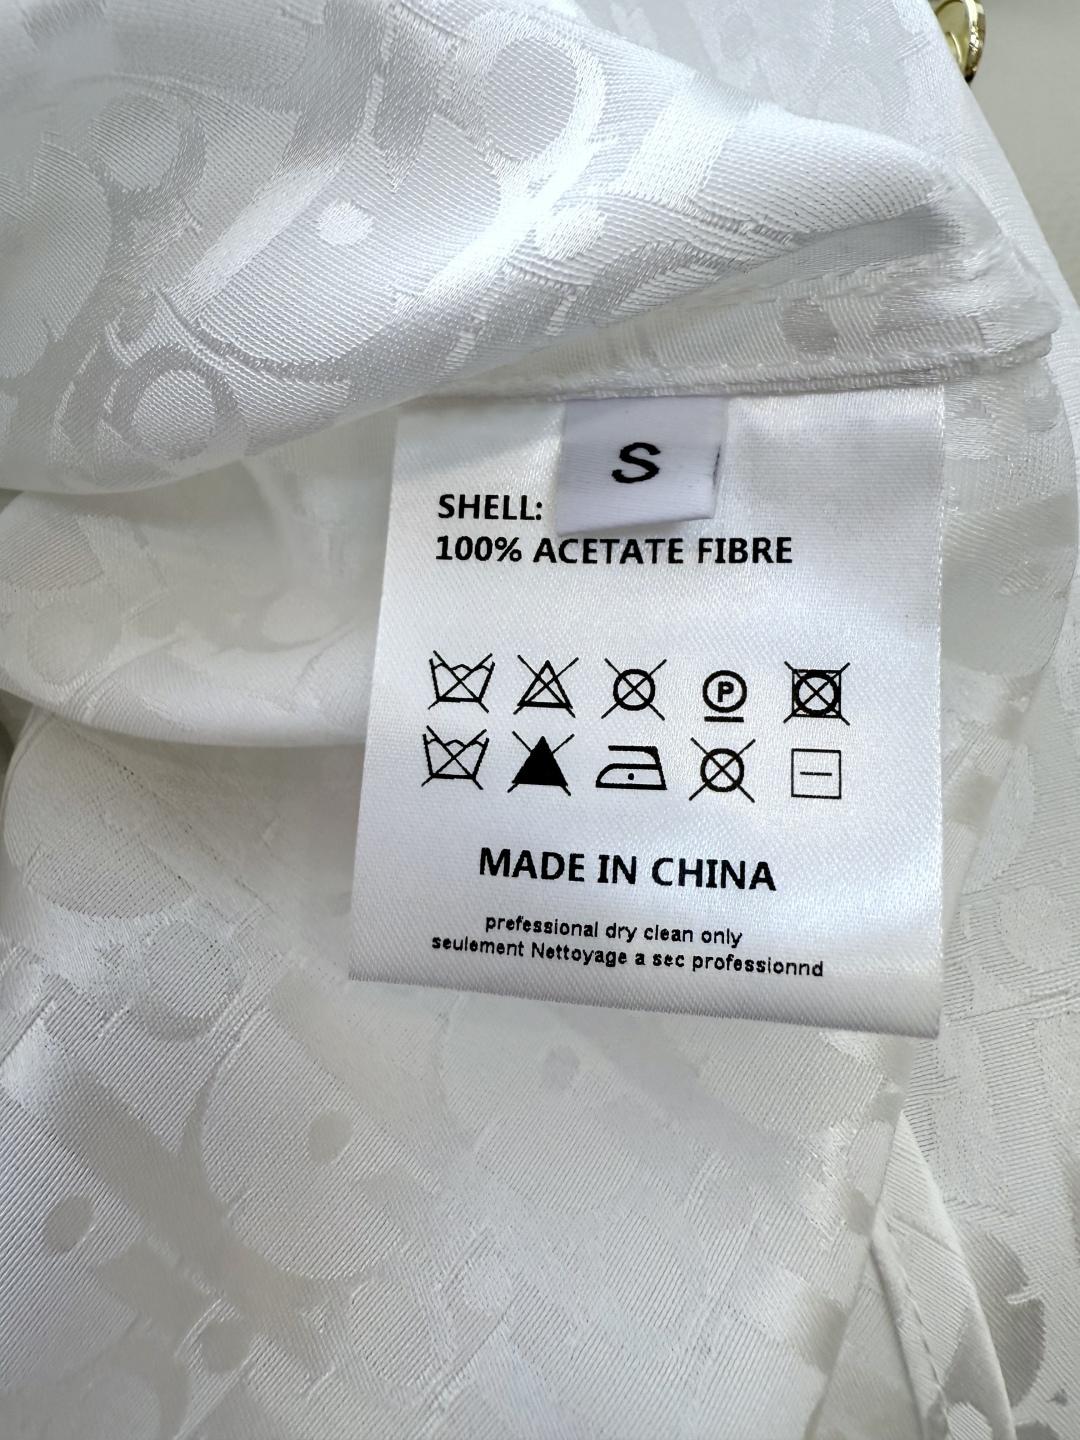 S
SHELL:
100% ACETATE FIBRE
P
MADE IN CHINA
prefessional dry clean only
seulement Nettoyage a sec professionnd